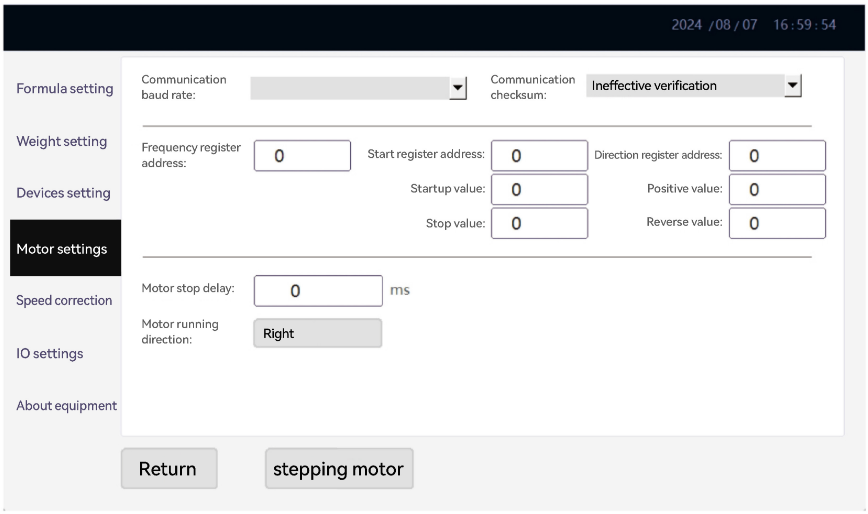 2024 /08/07 16:59:54
Formula setting
Weight setting
Devices setting
Motor settings
Speed correction
IO settings
About equipment
Communication
baud rate:
Communication
checksum:
Ineffective verification
Frequency register
address:
0
Start register address:
0
Direction register address:
0
Startup value:
0
Positive value:
0
Stop value:
0
Reverse value:
0
Motor stop delay:
0
ms
Motor running
direction:
Right
Return
stepping motor